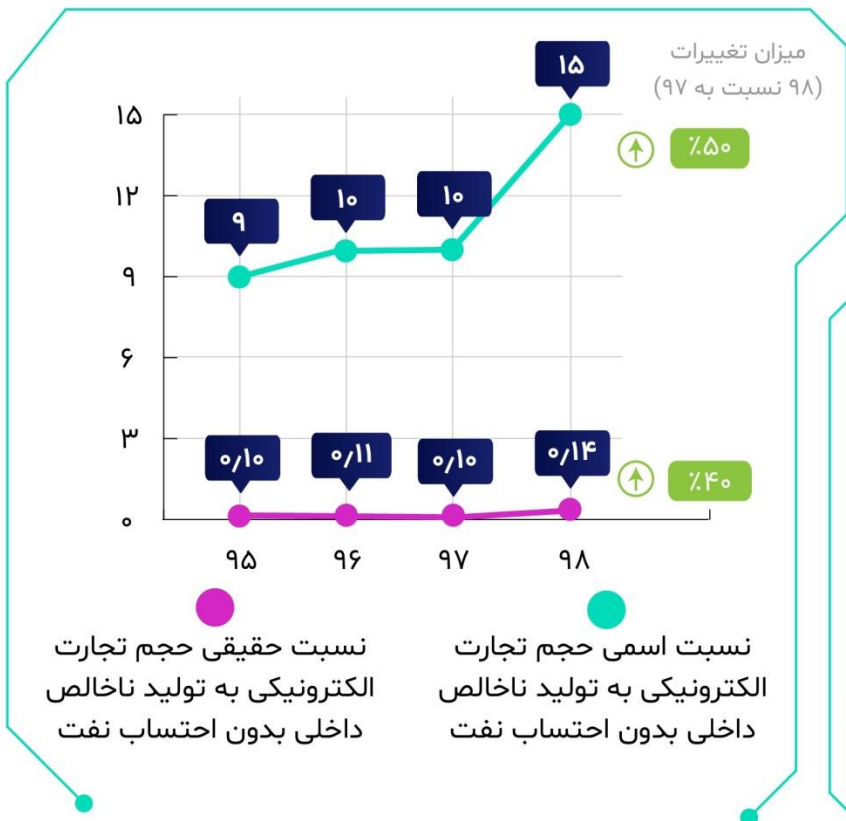 میزان تغییرات
(۹۸ نسبت به ۹۷)
۱۵
۱۵
٪۵۰
۱۲
۱۰
۱۰
۹
۹
۶
۳
۰٫۱۰
۰٫۱۱
۰٫۱۰
۰٫۱۴
٪۴۰
۰
۹۵
۹۶
۹۷
۹۸
نسبت اسمی حجم تجارت
الکترونیکی به تولید ناخالص
داخلی بدون احتساب نفت
نسبت حقیقی حجم تجارت
الکترونیکی به تولید ناخالص
داخلی بدون احتساب نفت